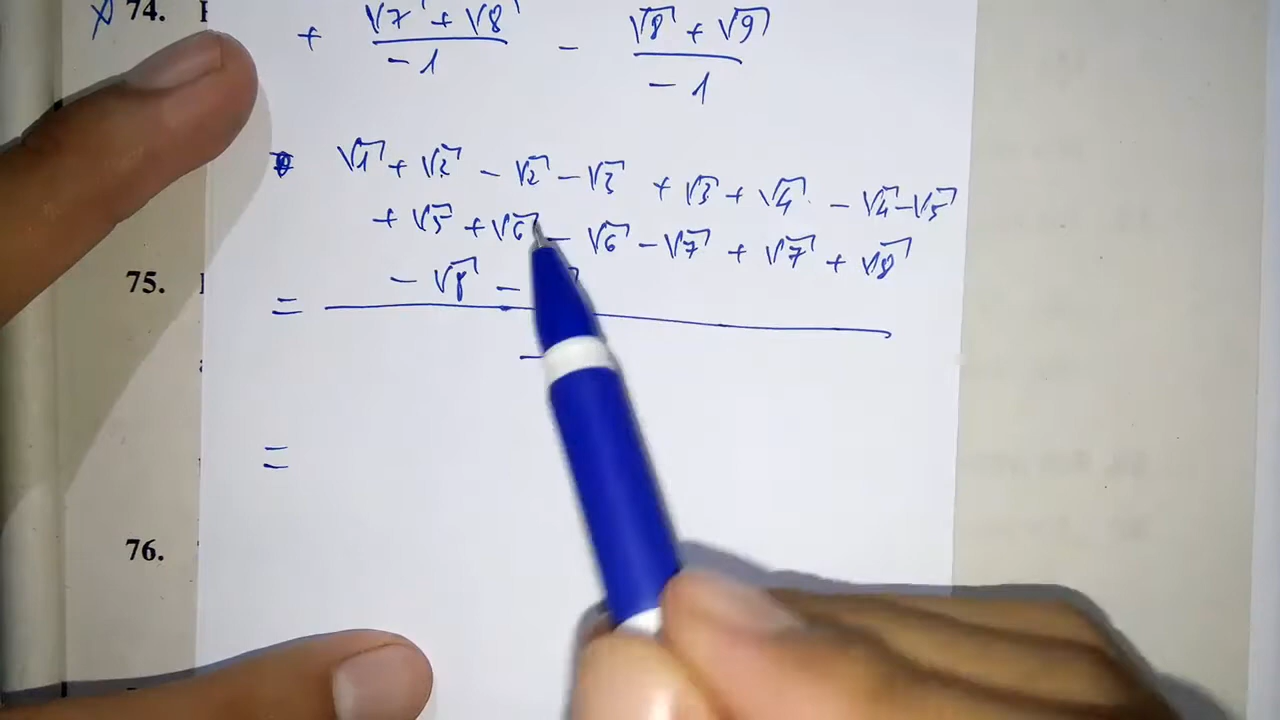 74.
+ (√7 + √8)/(-1) - (√8 + √9)/(-1)
√1 + √2 - √2 - √3 + √3 + √4 - √4 - √5
+ √5 + √6 - √6 - √7 + √7 + √8
75.
= - √8 -
=
76.